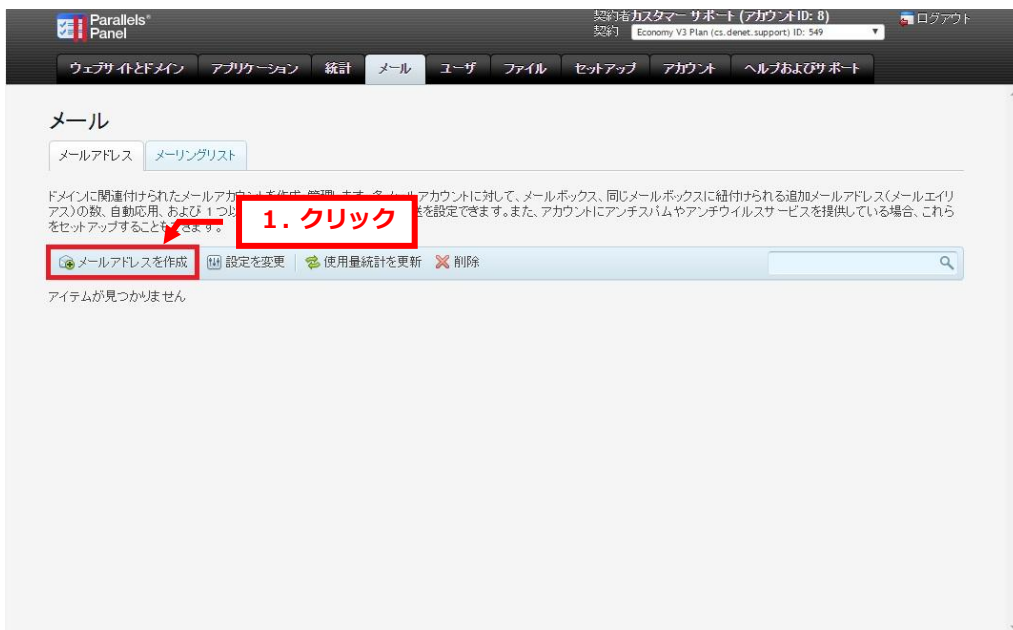 Parallels®
Panel
契約者カスタマー サポート (アカウントID: 8)
ログアウト
契約 Economy V3 Plan (cs.denet.support) ID: 549
ウェブサイトとドメイン アプリケーション 統計 メール ユーザ ファイル セットアップ アカウント ヘルプおよびサポート
メール
メールアドレス メーリングリスト
ドメインに関連付けられたメールアカウントを作成、管理します。各メールアカウントに対して、メールボックス、同じメールボックスに紐付けられる追加メールアドレス(メールエイリ
アス)の数、自動応用、および 1 つ以 を設定できます。また、アカウントにアンチスパムやアンチウイルスサービスを提供している場合、これら
をセットアップすることもできます。
1. クリック
メールアドレスを作成 設定を変更 使用量統計を更新 削除
アイテムが見つかりません